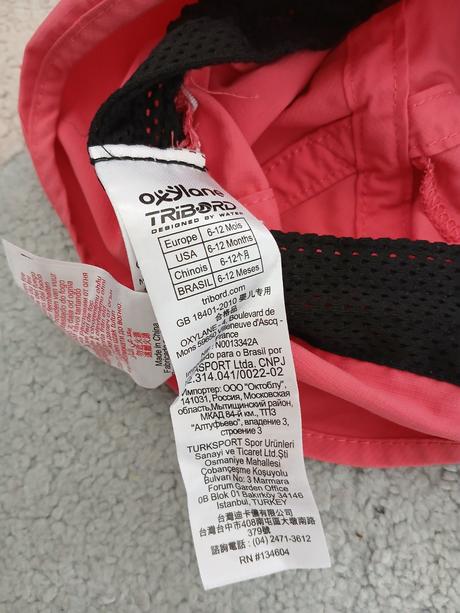 oxylane
TRIBORD
DESIGNED BY WATER
Europe 6-12 Mois
USA 6-12 Months
Chinois 6-12个月
BRASIL 6-12 Meses
tribord.com
GB 18401-2010 婴儿专用
合格品
OXYLANE 4, Boulevard de
Mons 59650 Villeneuve d'Ascq -
France
N0013342A
ado para o Brasil por
ASPORT Ltda. CNPJ
2.314.041/0022-02
Импортер: ООО "Октоблу",
141031, Россия, Московская
область, Мытищинский район,
МКАД 84-й км., ТПЗ
"Алтуфьево", владение 3,
строение 3
TURKSPORT Spor Ürünleri
Sanayi ve Ticaret Ltd.Şti
Osmaniye Mahallesi
Çobançeşme Koşuyolu
Bulvarı No: 3 Marmara
Forum Garden Office
0B Blok 01 Bakırköy 34146
Istanbul, TURKEY
台灣迪卡儂有限公司
台灣台中市408南屯區大墩南路
379號
諮詢電話: (04) 2471-3612
RN #134604
Made in China